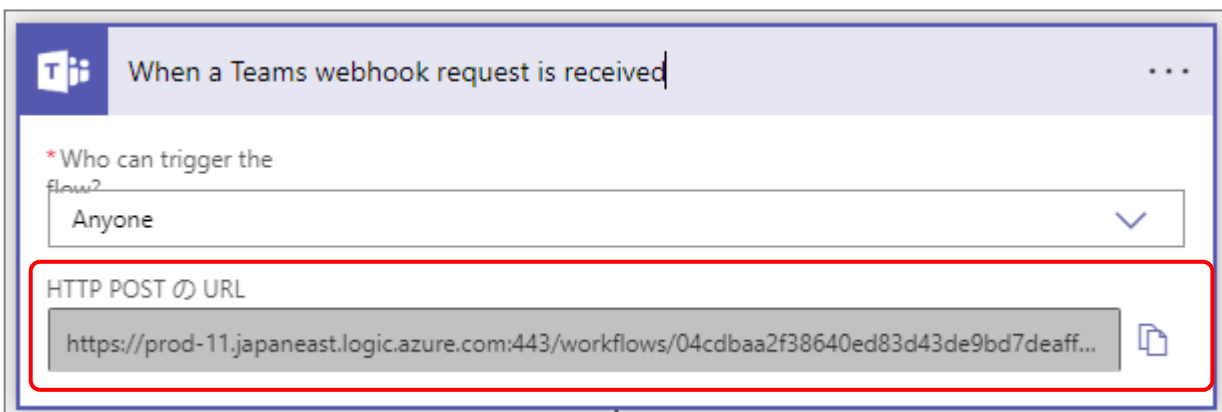 When a Teams webhook request is received
*Who can trigger the
flow?
Anyone
HTTP POST の URL
https://prod-11.japaneast.logic.azure.com:443/workflows/04cdbaa2f38640ed83d43de9bd7deaff...